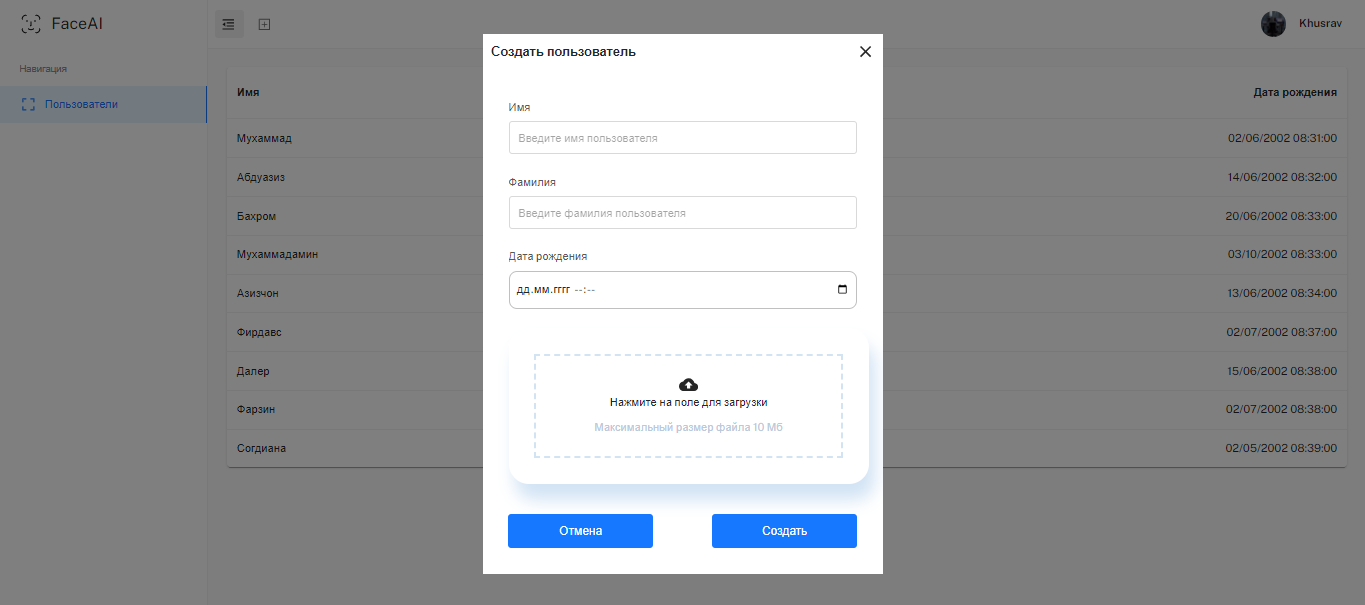 FaceAI
Khusrav
Навигация
Пользователи
Имя
Дата рождения
Мухаммад
02/06/2002 08:31:00
Абдуазиз
14/06/2002 08:32:00
Бахром
20/06/2002 08:33:00
Мухаммадамин
03/10/2002 08:33:00
Азизчон
13/06/2002 08:34:00
Фирдавс
02/07/2002 08:37:00
Далер
15/06/2002 08:38:00
Фарзин
02/07/2002 08:38:00
Согдиана
02/05/2002 08:39:00
Создать пользователь
Имя
Введите имя пользователя
Фамилия
Введите фамилия пользователя
Дата рождения
дд.мм.гггг --:--
Нажмите на поле для загрузки
Максимальный размер файла 10 Мб
Отмена
Создать